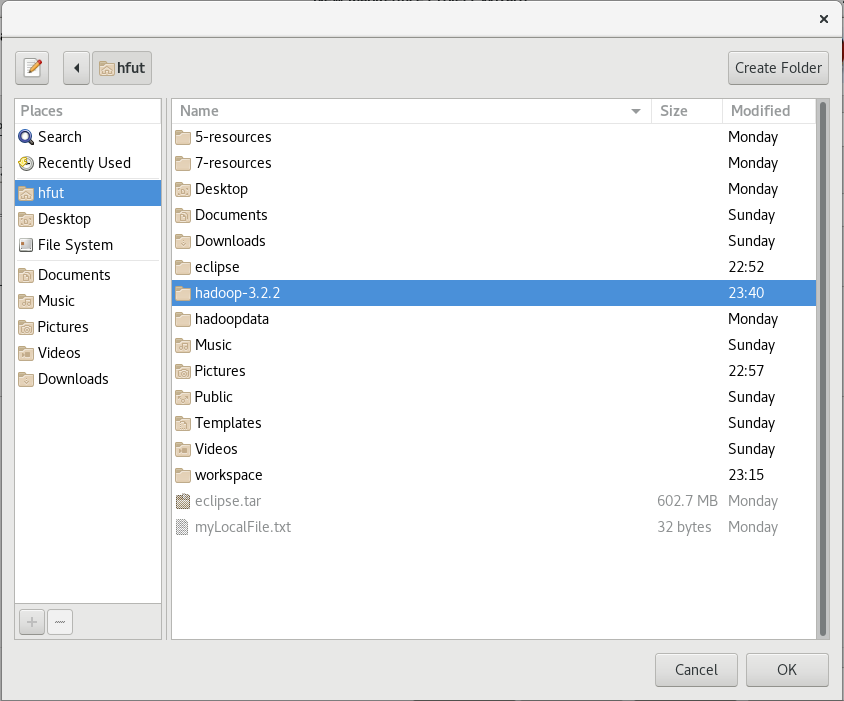 hfut
Create Folder
Places
Search
Recently Used
hfut
Desktop
File System
Documents
Music
Pictures
Videos
Downloads
Name Size Modified
5-resources Monday
7-resources Monday
Desktop Monday
Documents Sunday
Downloads Sunday
eclipse 22:52
hadoop-3.2.2 23:40
hadoopdata Monday
Music Sunday
Pictures 22:57
Public Sunday
Templates Sunday
Videos Sunday
workspace 23:15
eclipse.tar 602.7 MB Monday
myLocalFile.txt 32 bytes Monday
Cancel OK